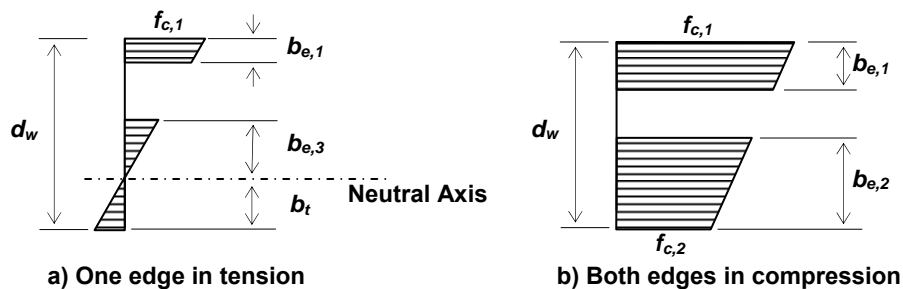 f_c,1
b_e,1
d_w
b_e,3
b_t
Neutral Axis
a) One edge in tension
f_c,1
b_e,1
d_w
b_e,2
f_c,2
b) Both edges in compression